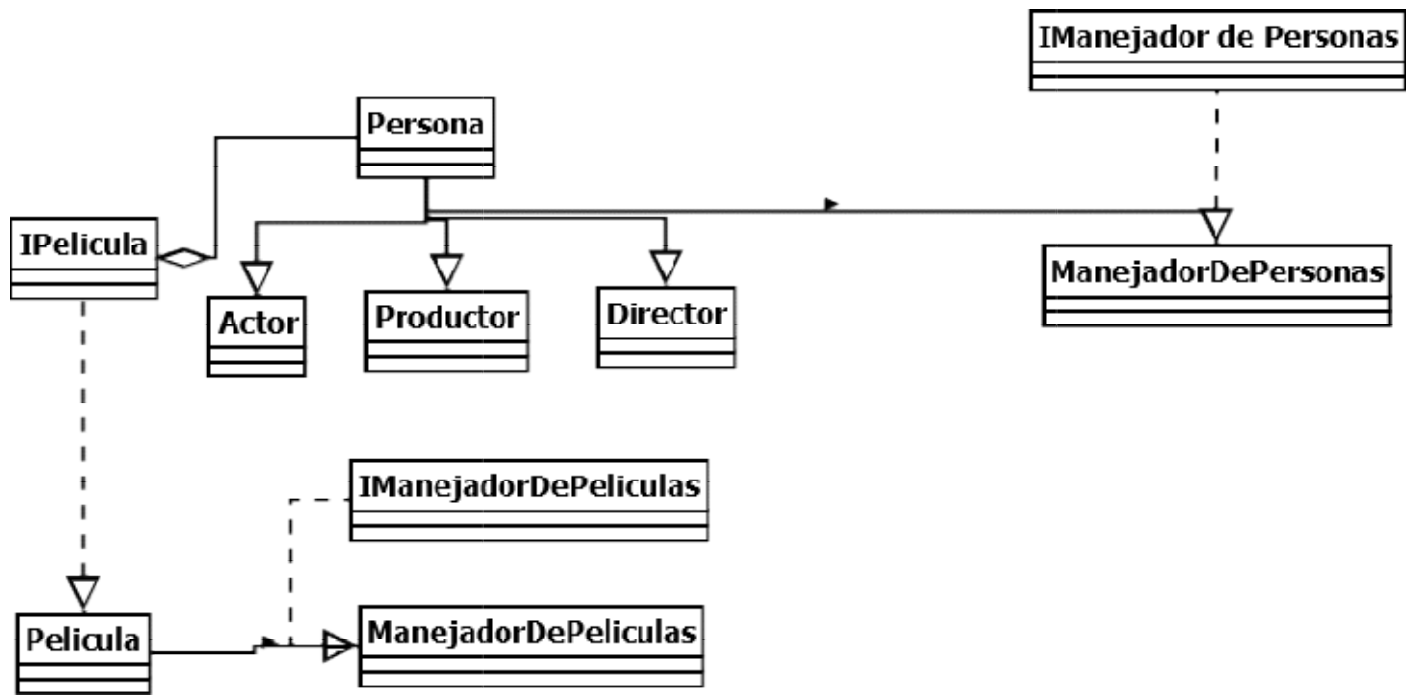 IManejador de Personas
Persona
IPelicula
ManejadorDePersonas
Actor
Productor
Director
IManejadorDePeliculas
Pelicula
ManejadorDePeliculas